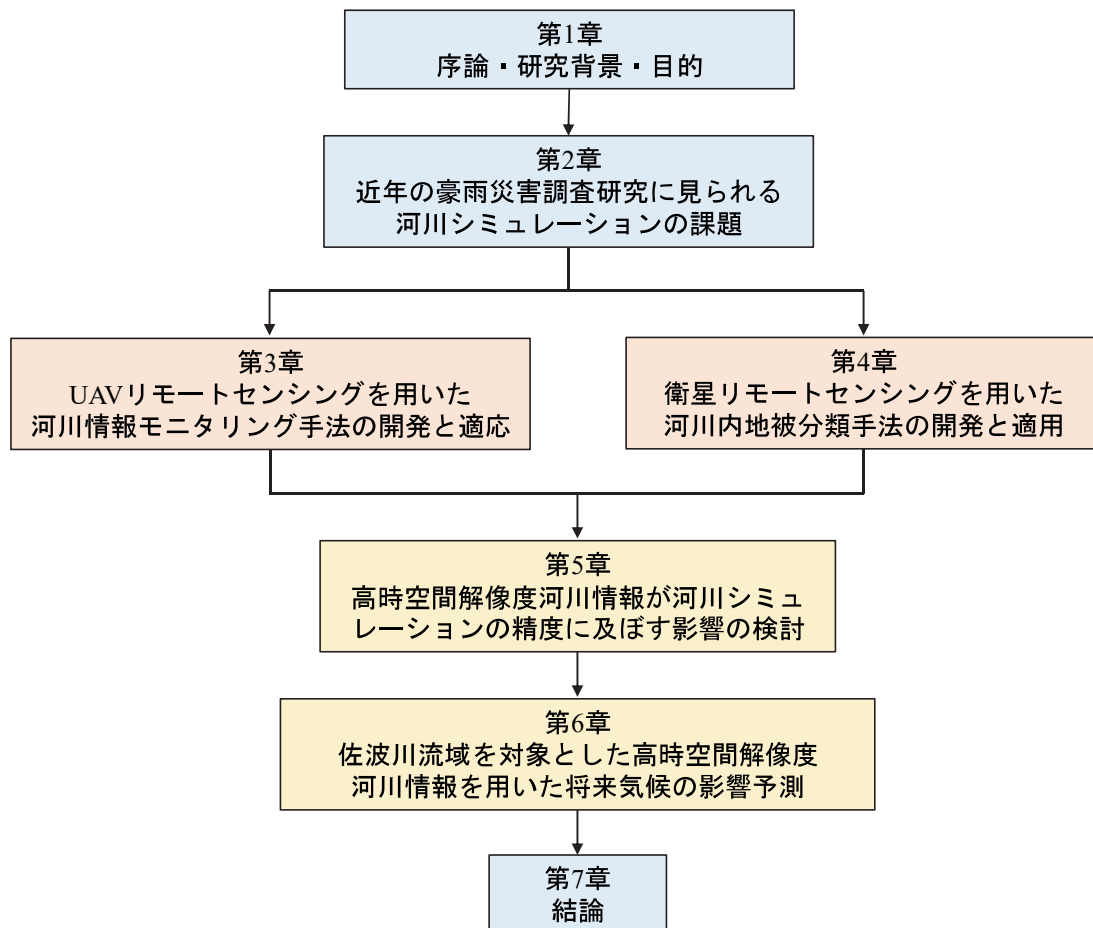 第1章
序論・研究背景・目的
第2章
近年の豪雨災害調査研究に見られる
河川シミュレーションの課題
第3章
UAVリモートセンシングを用いた
河川情報モニタリング手法の開発と適応
第4章
衛星リモートセンシングを用いた
河川内地被分類手法の開発と適用
第5章
高時空間解像度河川情報が河川シミュ
レーションの精度に及ぼす影響の検討
第6章
佐波川流域を対象とした高時空間解像度
河川情報を用いた将来気候の影響予測
第7章
結論